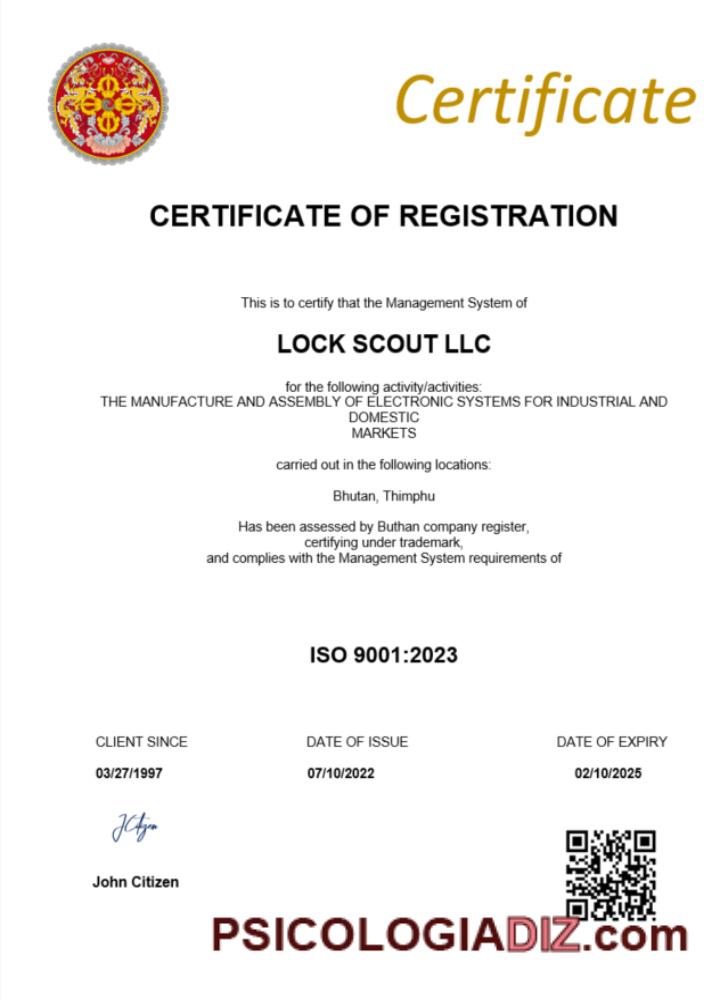 Certificate
CERTIFICATE OF REGISTRATION
This is to certify that the Management System of
LOCK SCOUT LLC
for the following activity/activities:
THE MANUFACTURE AND ASSEMBLY OF ELECTRONIC SYSTEMS FOR INDUSTRIAL AND
DOMESTIC
MARKETS
carried out in the following locations:
Bhutan, Thimphu
Has been assessed by Buthan company register,
certifying under trademark,
and complies with the Management System requirements of
ISO 9001:2023
CLIENT SINCE DATE OF ISSUE DATE OF EXPIRY
03/27/1997 07/10/2022 02/10/2025
JCitizen
John Citizen
PSICOLOGIADIZ.com